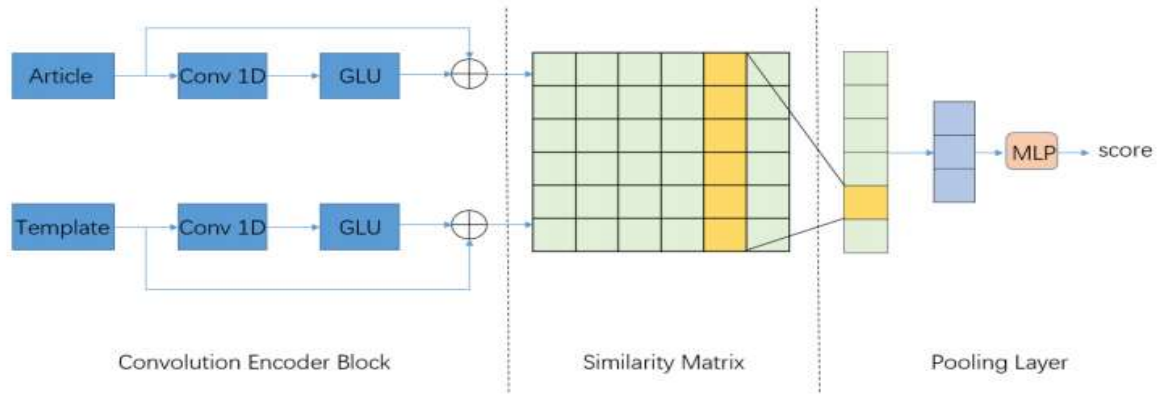 Article
Conv 1D
GLU
MLP
score
Template
Conv 1D
GLU
Convolution Encoder Block
Similarity Matrix
Pooling Layer